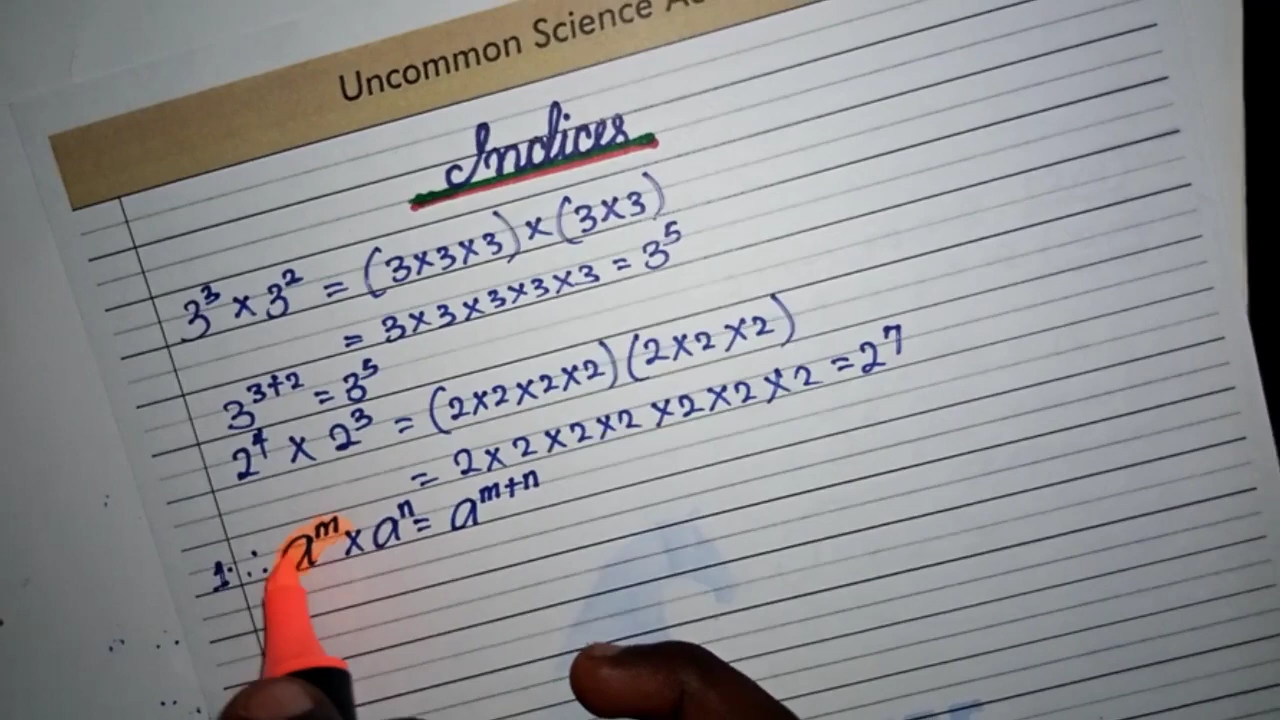 Uncommon Science
Indices
3³ × 3² = (3×3×3)×(3×3)
= 3×3×3×3×3 = 3⁵
3³⁺² = 3⁵
2⁴ × 2³ = (2×2×2×2)(2×2×2)
= 2×2×2×2×2×2×2 = 2⁷
1. ∴ aᵐ × aⁿ = aᵐ⁺ⁿ